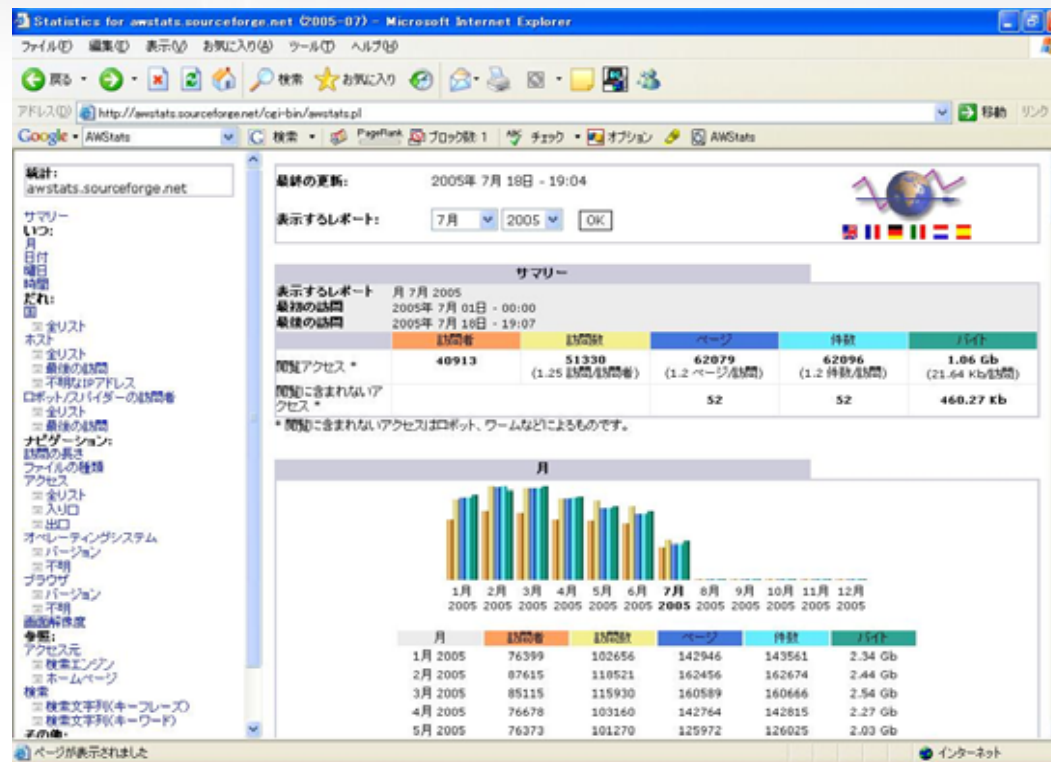 Statistics for awstats.sourceforge.net (2005-07) - Microsoft Internet Explorer
ファイル(F) 編集(E) 表示(V) お気に入り(A) ツール(T) ヘルプ(H)
戻る 検索 お気に入り
アドレス(D) http://awstats.sourceforge.net/cgi-bin/awstats.pl 移動 リンク
Google AWStats 検索 PageRank ブロック数: 1 チェック オプション AWStats
統計:
awstats.sourceforge.net
サマリー
いつ:
月
日付
曜日
時間
だれ:
国
全リスト
ホスト
全リスト
最後の訪問
不明なIPアドレス
ロボット/スパイダーの訪問者
全リスト
最後の訪問
ナビゲーション:
訪問の長さ
ファイルの種類
アクセス
全リスト
入り口
出口
オペレーティングシステム
バージョン
不明
ブラウザ
バージョン
不明
画面解像度
参照:
アクセス元
検索エンジン
ホームページ
検索
検索文字列(キーフレーズ)
検索文字列(キーワード)
その他:
最終の更新: 2005年 7月 18日 - 19:04
表示するレポート: 7月 2005 OK
サマリー
表示するレポート 月 7月 2005
最初の訪問 2005年 7月 01日 - 00:00
最後の訪問 2005年 7月 18日 - 19:07
訪問者 訪問数 ページ 件数 バイト
閲覧アクセス * 40913 51330 62079 62096 1.06 Gb
(1.25 訪問/訪問者) (1.2 ページ/訪問) (1.2 件数/訪問) (21.64 Kb/訪問)
閲覧に含まれないア
クセス * 52 52 460.27 Kb
* 閲覧に含まれないアクセスはロボット、ワームなどによるものです。
月
1月 2月 3月 4月 5月 6月 7月 8月 9月 10月 11月 12月
2005 2005 2005 2005 2005 2005 2005 2005 2005 2005 2005 2005
月 訪問者 訪問数 ページ 件数 バイト
1月 2005 76399 102656 142946 143561 2.34 Gb
2月 2005 87615 118521 162456 162674 2.44 Gb
3月 2005 85115 115930 160589 160666 2.54 Gb
4月 2005 76678 103160 142764 142815 2.27 Gb
5月 2005 76373 101270 125972 126025 2.03 Gb
ページが表示されました インターネット